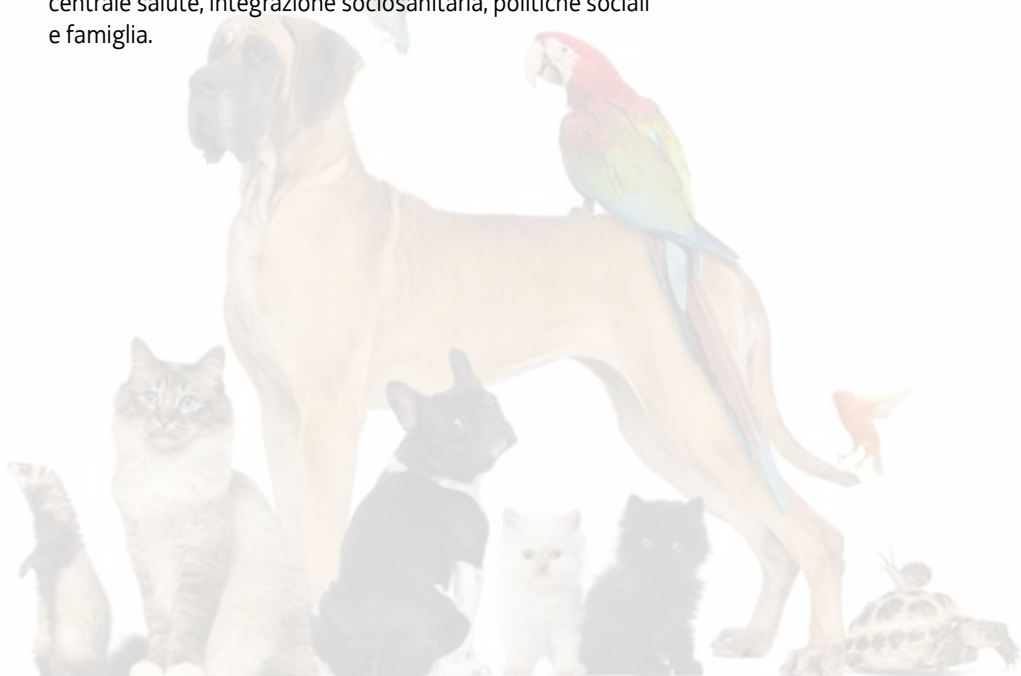 centrale salute, integrazione sociosanitaria, politiche sociali
e famiglia.